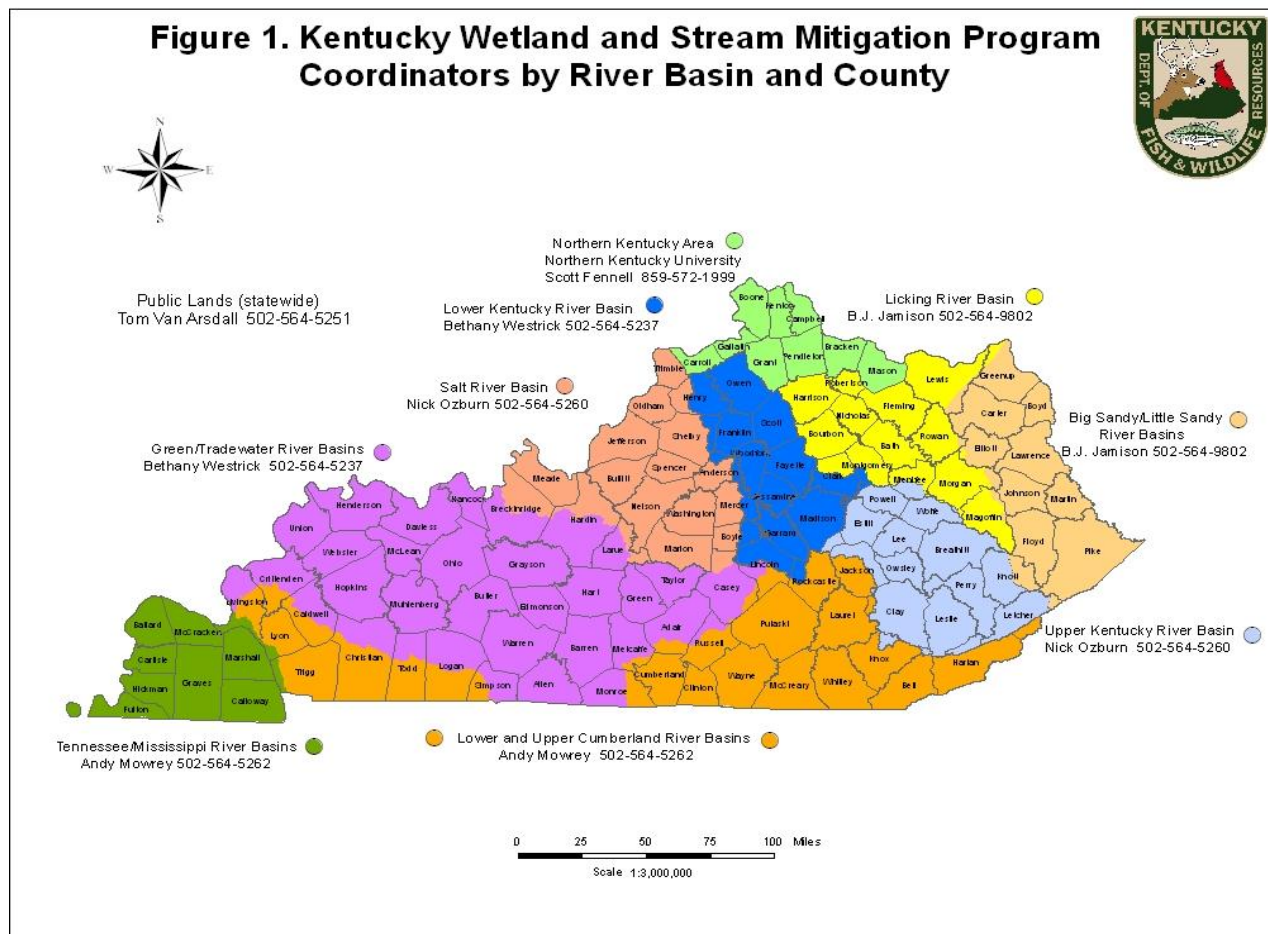 Figure 1. Kentucky Wetland and Stream Mitigation Program
Coordinators by River Basin and County
KENTUCKY
DEPT. OF
FISH & WILDLIFE
RESOURCES
N
W
E
S
Northern Kentucky Area
Northern Kentucky University
Scott Fennell 859-572-1999
Public Lands (statewide)
Tom Van Arsdall 502-564-5251
Lower Kentucky River Basin
Bethany Westrick 502-564-5237
Licking River Basin
B.J. Jamison 502-564-9802
Salt River Basin
Nick Ozburn 502-564-5260
Big Sandy/Little Sandy
River Basins
B.J. Jamison 502-564-9802
Green/Tradewater River Basins
Bethany Westrick 502-564-5237
Boone
Kenton
Campbell
Gallatin
Carroll
Grant
Pendleton
Bracken
Mason
Trimble
Owen
Henry
Lewis
Greenup
Robertson
Harrison
Fleming
Nicholas
Carter
Boyd
Oldham
Scott
Franklin
Bourbon
Bath
Rowan
Elliott
Lawrence
Jefferson
Shelby
Woodford
Fayette
Montgomery
Clark
Menifee
Morgan
Johnson
Martin
Meade
Bullitt
Spencer
Anderson
Jessamine
Madison
Powell
Wolfe
Magoffin
Floyd
Pike
Hancock
Breckinridge
Hardin
Nelson
Washington
Mercer
Boyle
Garrard
Estill
Lee
Breathitt
Knott
Henderson
Union
Daviess
Webster
McLean
Ohio
Grayson
Larue
Marion
Lincoln
Rockcastle
Jackson
Owsley
Perry
Letcher
Clay
Leslie
Crittenden
Hopkins
Muhlenberg
Butler
Edmonson
Hart
Green
Taylor
Casey
Adair
Pulaski
Laurel
Livingston
Caldwell
Lyon
Trigg
Christian
Todd
Logan
Warren
Barren
Metcalfe
Russell
Cumberland
Clinton
Wayne
McCreary
Whitley
Knox
Bell
Harlan
Simpson
Allen
Monroe
Ballard
McCracken
Carlisle
Marshall
Hickman
Graves
Calloway
Fulton
Upper Kentucky River Basin
Nick Ozburn 502-564-5260
Tennessee/Mississippi River Basins
Andy Mowrey 502-564-5262
Lower and Upper Cumberland River Basins
Andy Mowrey 502-564-5262
0 25 50 75 100 Miles
Scale 1:3,000,000